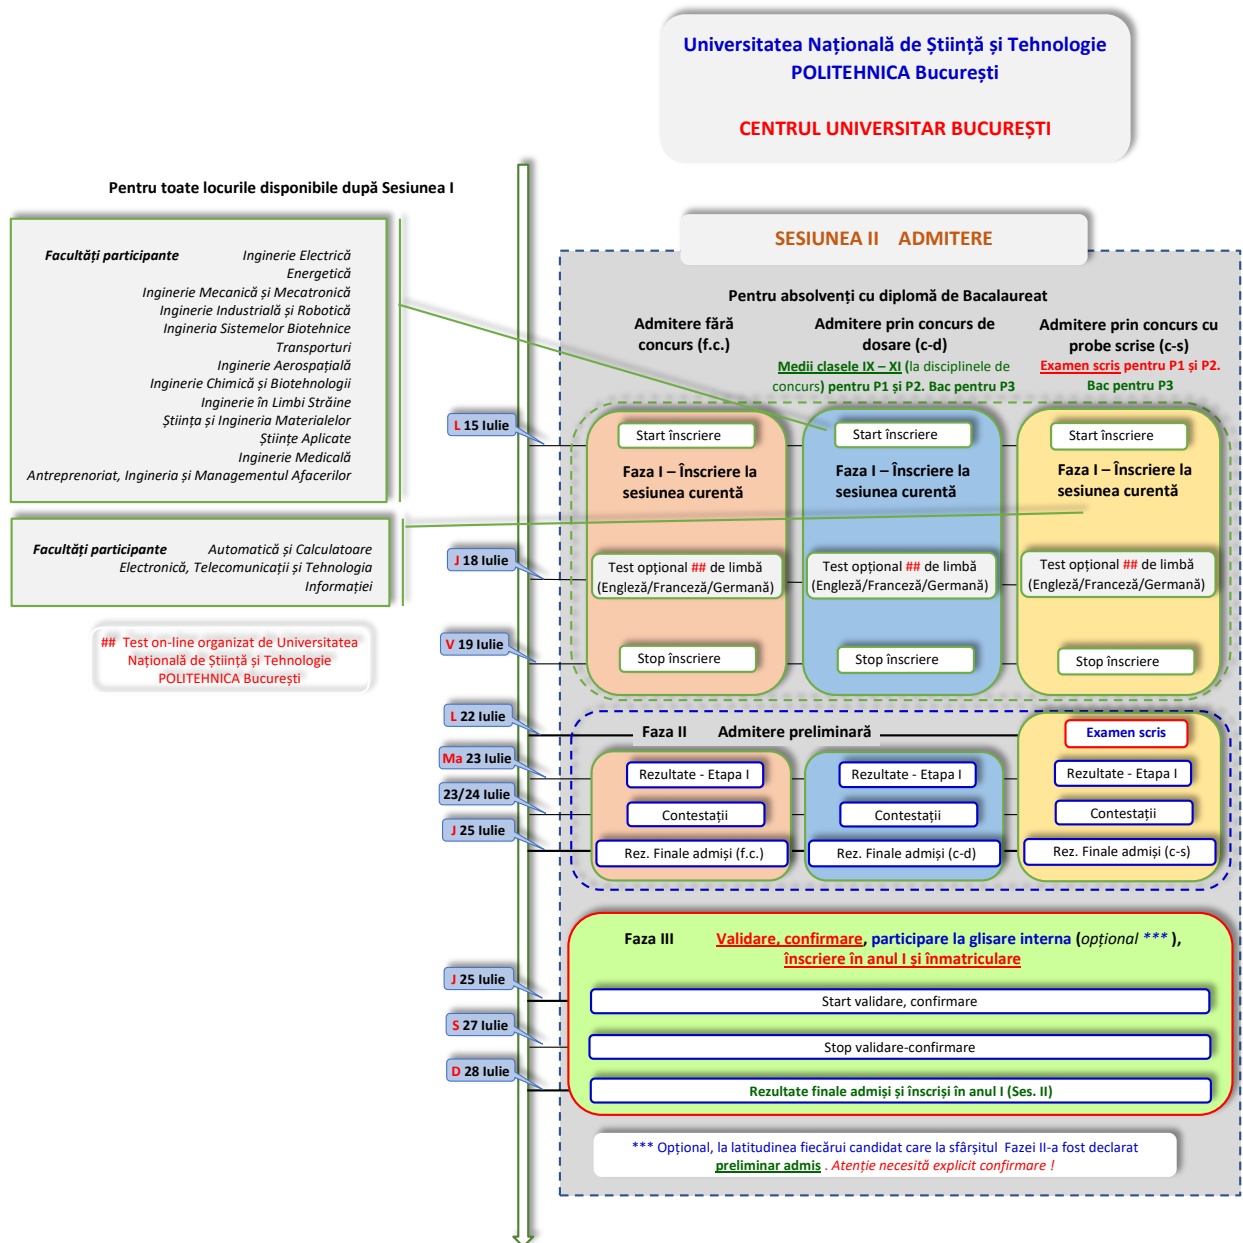 Universitatea Națională de Știință și Tehnologie
POLITEHNICA București
CENTRUL UNIVERSITAR BUCUREȘTI
Pentru toate locurile disponibile după Sesiunea I
Facultăți participante Inginerie Electrică
Energetică
Inginerie Mecanică și Mecatronică
Inginerie Industrială și Robotică
Ingineria Sistemelor Biotehnice
Transporturi
Inginerie Aerospațială
Inginerie Chimică și Biotehnologii
Inginerie în Limbi Străine
Știința și Ingineria Materialelor
Științe Aplicate
Inginerie Medicală
Antreprenoriat, Ingineria și Managementul Afacerilor
Facultăți participante Automatică și Calculatoare
Electronică, Telecomunicații și Tehnologia
Informației
## Test on-line organizat de Universitatea
Națională de Știință și Tehnologie
POLITEHNICA București
SESIUNEA II ADMITERE
Pentru absolvenți cu diplomă de Bacalaureat
Admitere fără
concurs (f.c.)
Admitere prin concurs de
dosare (c-d)
Medii clasele IX – XI (la disciplinele de
concurs) pentru P1 și P2. Bac pentru P3
Admitere prin concurs cu
probe scrise (c-s)
Examen scris pentru P1 și P2.
Bac pentru P3
L 15 Iulie
Start înscriere
Start înscriere
Start înscriere
Faza I – Înscriere la
sesiunea curentă
Faza I – Înscriere la
sesiunea curentă
Faza I – Înscriere la
sesiunea curentă
J 18 Iulie
Test opțional ## de limbă
(Engleză/Franceză/Germană)
Test opțional ## de limbă
(Engleză/Franceză/Germană)
Test opțional ## de limbă
(Engleză/Franceză/Germană)
V 19 Iulie
Stop înscriere
Stop înscriere
Stop înscriere
L 22 Iulie
Faza II Admitere preliminară
Examen scris
Ma 23 Iulie
Rezultate - Etapa I
Rezultate - Etapa I
Rezultate - Etapa I
23/24 Iulie
Contestații
Contestații
Contestații
J 25 Iulie
Rez. Finale admiși (f.c.)
Rez. Finale admiși (c-d)
Rez. Finale admiși (c-s)
Faza III Validare, confirmare, participare la glisare interna (opțional *** ),
înscriere în anul I și înmatriculare
J 25 Iulie
Start validare, confirmare
S 27 Iulie
Stop validare-confirmare
D 28 Iulie
Rezultate finale admiși și înscriși în anul I (Ses. II)
*** Opțional, la latitudinea fiecărui candidat care la sfârșitul Fazei II-a fost declarat
preliminar admis . Atenție necesită explicit confirmare !